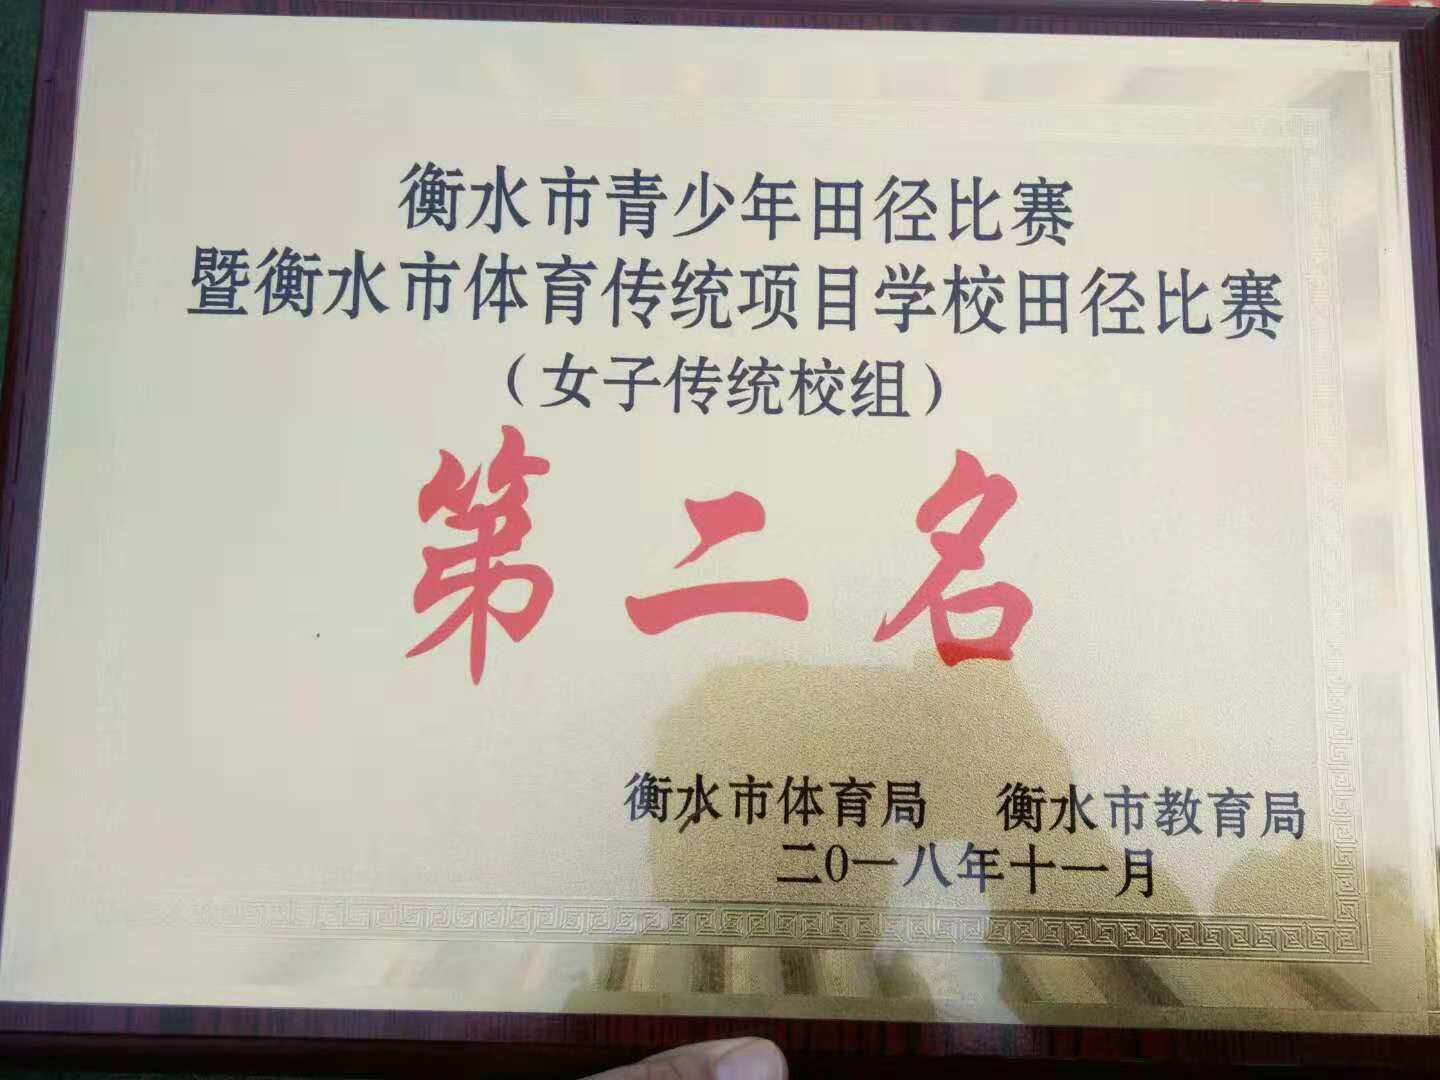 衡水市青少年田径比赛
暨衡水市体育传统项目学校田径比赛
（女子传统校组）
第二名
衡水市体育局 衡水市教育局
二0一八年十一月